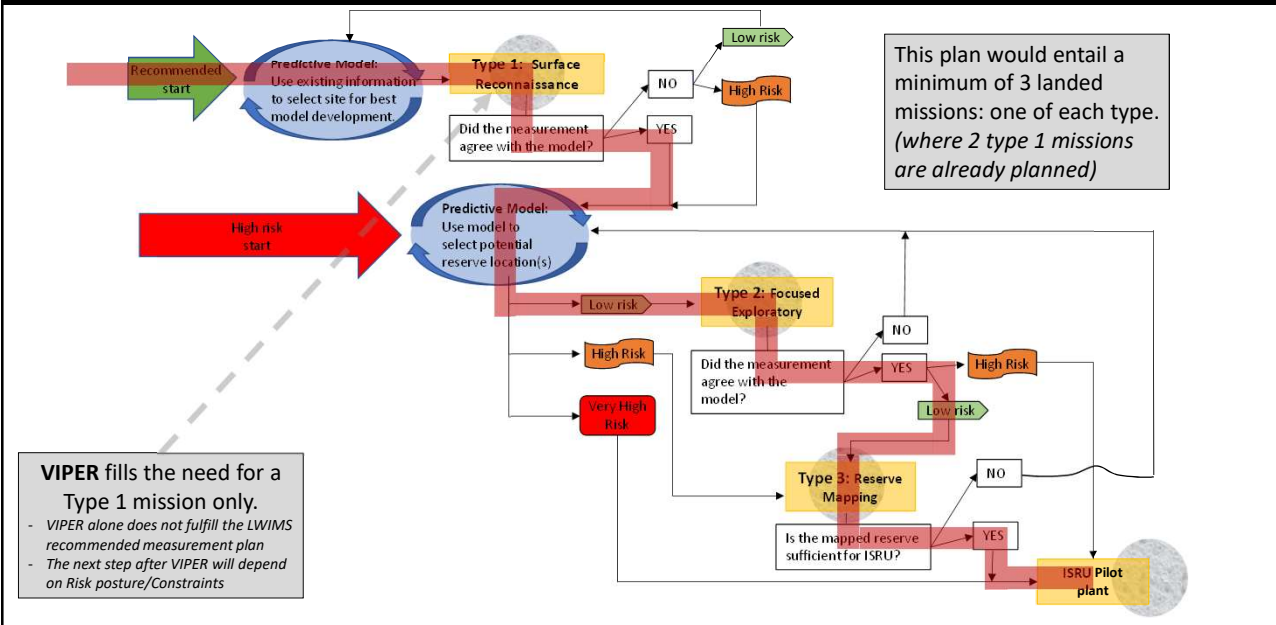 Recommended
start
Predictive Model:
Use existing information
to select site for best
model development.
Type 1: Surface
Reconnaissance
Low risk
NO
High Risk
Did the measurement
agree with the model?
YES
This plan would entail a
minimum of 3 landed
missions: one of each type.
(where 2 type 1 missions
are already planned)
High risk
start
Predictive Model:
Use model to
select potential
reserve location(s)
Low risk
Type 2: Focused
Exploratory
NO
High Risk
Did the measurement
agree with the
model?
YES
High Risk
Very High
Risk
Low risk
VIPER fills the need for a
Type 1 mission only.
- VIPER alone does not fulfill the LWIMS
recommended measurement plan
- The next step after VIPER will depend
on Risk posture/Constraints
Type 3: Reserve
Mapping
NO
Is the mapped reserve
sufficient for ISRU?
YES
ISRU Pilot
plant